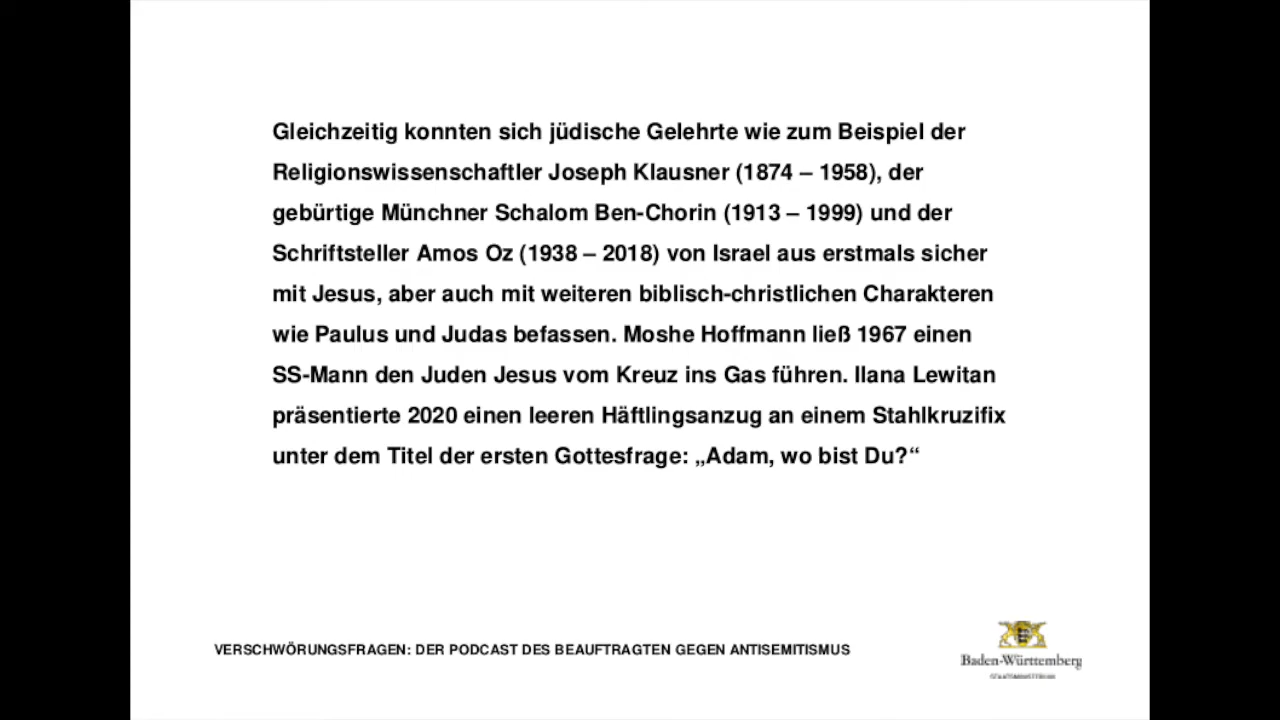 Gleichzeitig konnten sich jüdische Gelehrte wie zum Beispiel der
Religionswissenschaftler Joseph Klausner (1874 – 1958), der
gebürtige Münchner Schalom Ben-Chorin (1913 – 1999) und der
Schriftsteller Amos Oz (1938 – 2018) von Israel aus erstmals sicher
mit Jesus, aber auch mit weiteren biblisch-christlichen Charakteren
wie Paulus und Judas befassen. Moshe Hoffmann ließ 1967 einen
SS-Mann den Juden Jesus vom Kreuz ins Gas führen. Ilana Lewitan
präsentierte 2020 einen leeren Häftlingsanzug an einem Stahlkruzifix
unter dem Titel der ersten Gottesfrage: „Adam, wo bist Du?“
VERSCHWÖRUNGSFRAGEN: DER PODCAST DES BEAUFTRAGTEN GEGEN ANTISEMITISMUS
Baden-Württemberg